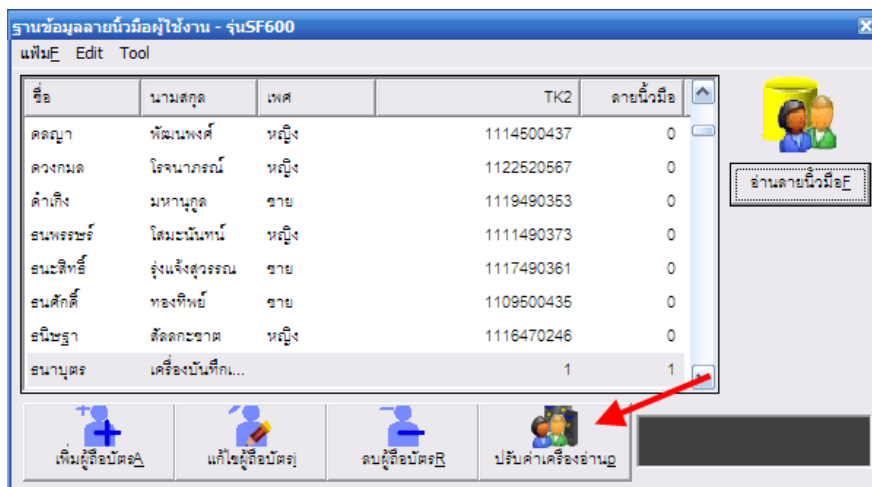 ฐานข้อมูลลายนิ้วมือผู้ใช้งาน - รุ่นSF600
แฟ้มF Edit Tool
ชื่อ นามสกุล เพศ TK2 ลายนิ้วมือ
ดลญา พัฒนพงศ์ หญิง 1114500437 0
ดวงกมล โรจนาภรณ์ หญิง 1122520567 0
อ่านลายนิ้วมือF
ดำเกิง มหานุกูล ชาย 1119490353 0
ธนพรรษร์ โสมะนันทน์ หญิง 1111490373 0
ธนะสิทธิ์ รุ่งแจ้งสุวรรณ ชาย 1117490361 0
ธนศักดิ์ ทองทิพย์ ชาย 1109500435 0
ธนิษฐา สัดดกะขาด หญิง 1116470246 0
ธนาบุตร เครื่องบันทึกเ... 1 1
เพิ่มผู้ถือบัตรA แก้ไขผู้ถือบัตรi ลบผู้ถือบัตรR ปรับค่าเครื่องอ่านp